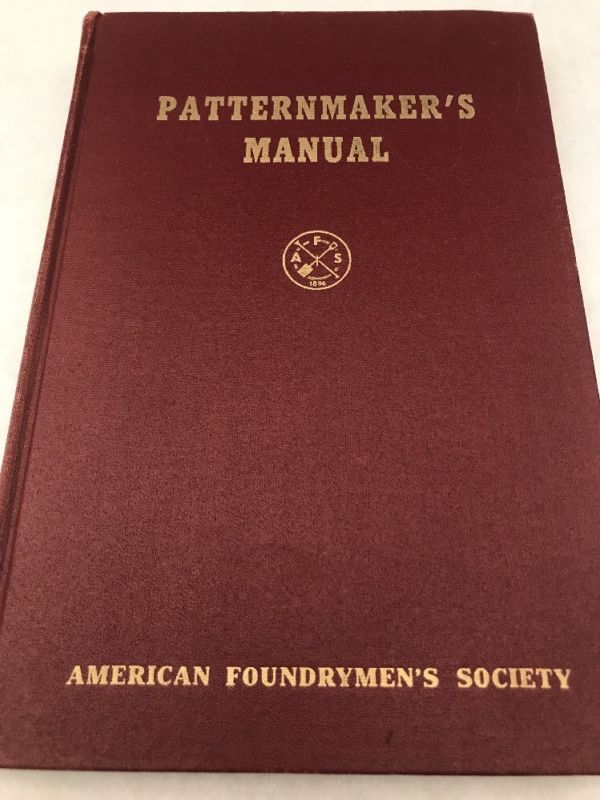 PATTERNMAKER'S
MANUAL
A F S
1896
AMERICAN FOUNDRYMEN'S SOCIETY